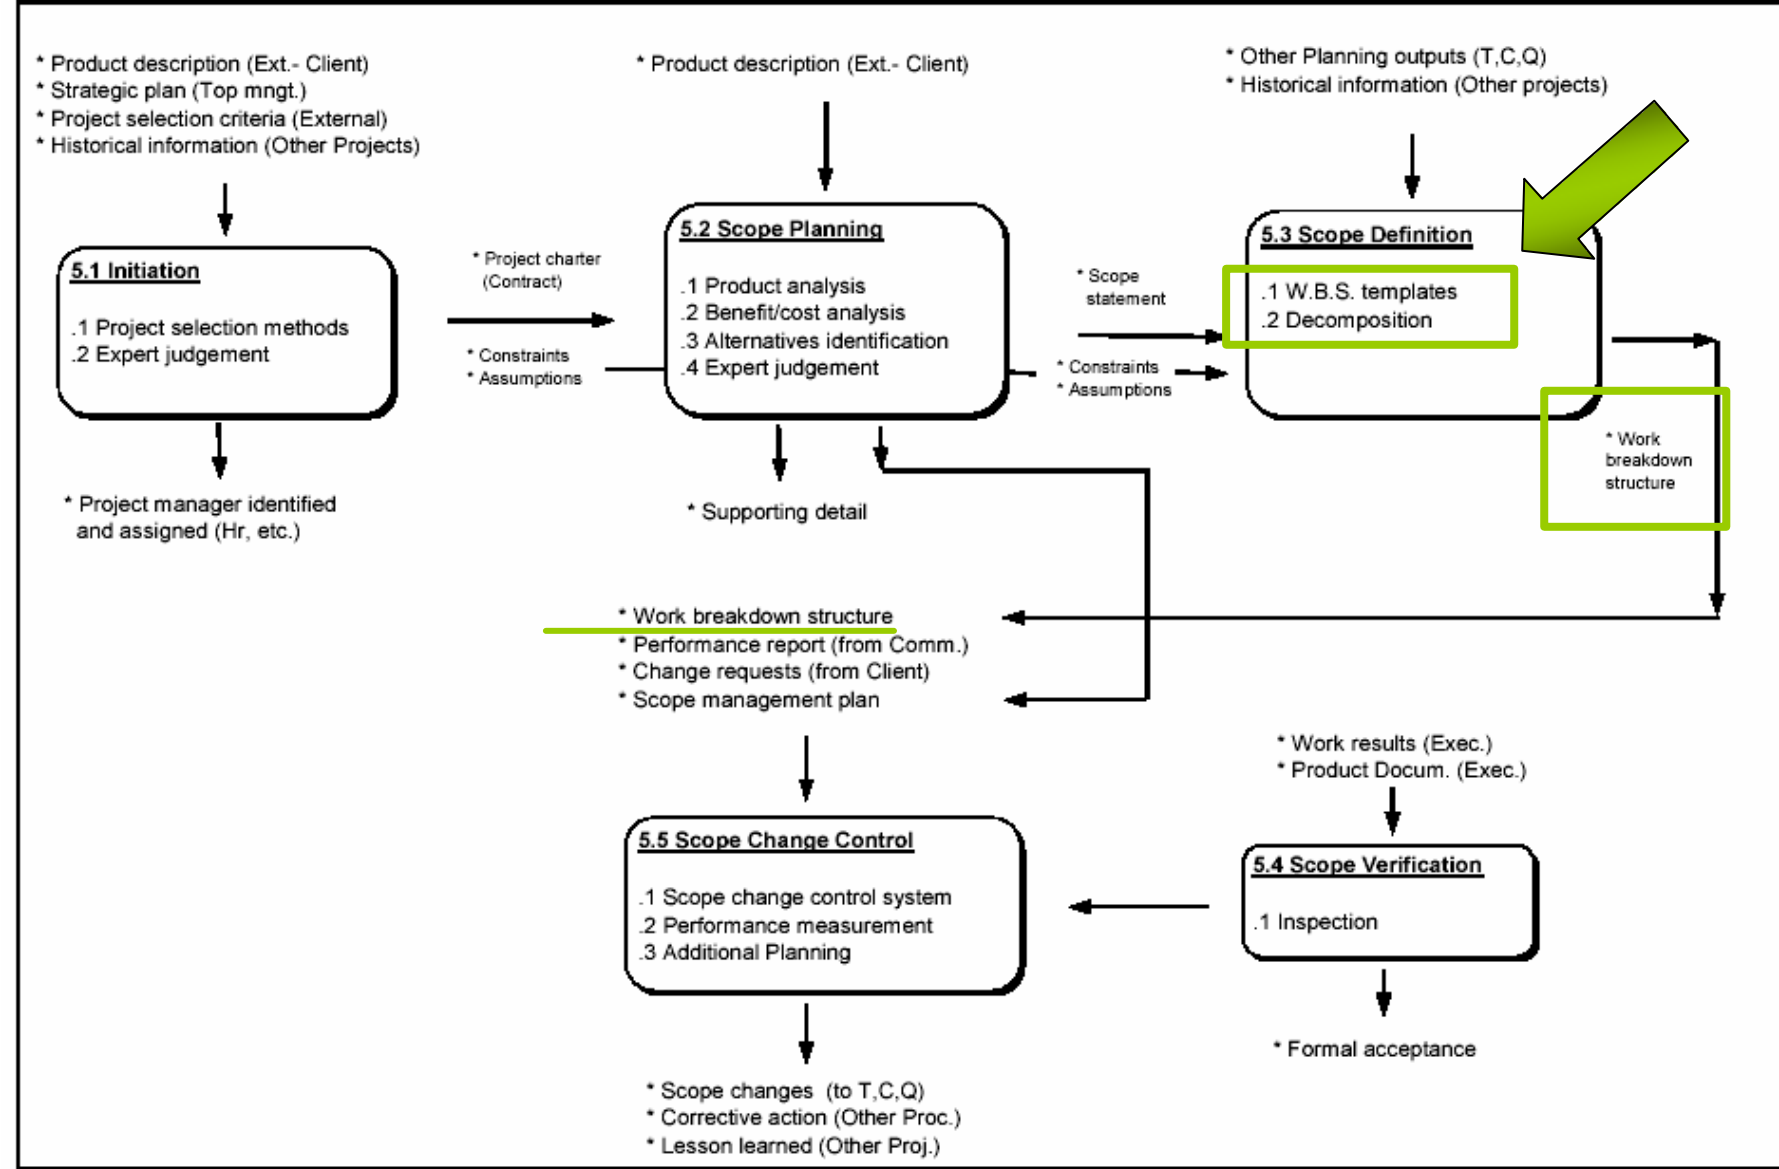 * Product description (Ext.- Client)
* Strategic plan (Top mngt.)
* Project selection criteria (External)
* Historical information (Other Projects)
* Product description (Ext.- Client)
* Other Planning outputs (T,C,Q)
* Historical information (Other projects)
5.1 Initiation
.1 Project selection methods
.2 Expert judgement
* Project charter
(Contract)
* Constraints
* Assumptions
5.2 Scope Planning
.1 Product analysis
.2 Benefit/cost analysis
.3 Alternatives identification
.4 Expert judgement
* Scope
statement
* Constraints
* Assumptions
5.3 Scope Definition
.1 W.B.S. templates
.2 Decomposition
* Work
breakdown
structure
* Project manager identified
and assigned (Hr, etc.)
* Supporting detail
* Work breakdown structure
* Performance report (from Comm.)
* Change requests (from Client)
* Scope management plan
* Work results (Exec.)
* Product Docum. (Exec.)
5.5 Scope Change Control
.1 Scope change control system
.2 Performance measurement
.3 Additional Planning
5.4 Scope Verification
.1 Inspection
* Formal acceptance
* Scope changes (to T,C,Q)
* Corrective action (Other Proc.)
* Lesson learned (Other Proj.)